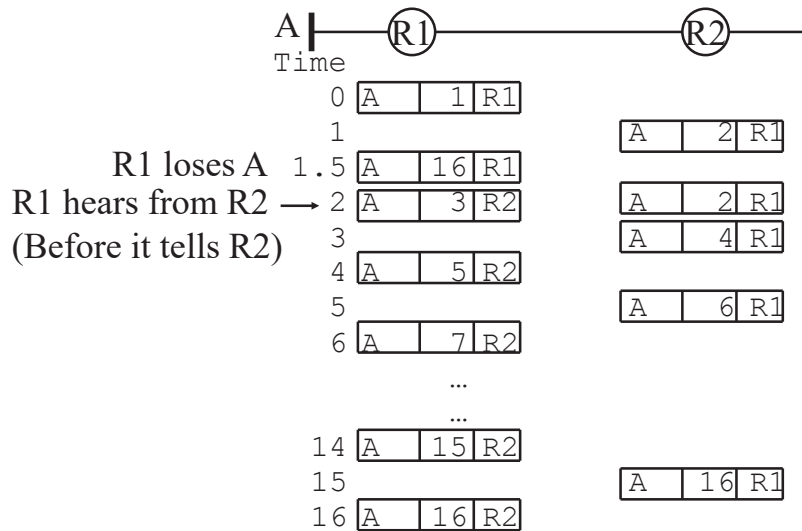 A R1 R2
Time
0 A 1 R1
1 A 2 R1
R1 loses A 1.5 A 16 R1
R1 hears from R2 2 A 3 R2 A 2 R1
(Before it tells R2) 3 A 4 R1
4 A 5 R2
5 A 6 R1
6 A 7 R2
...
...
14 A 15 R2
15 A 16 R1
16 A 16 R2